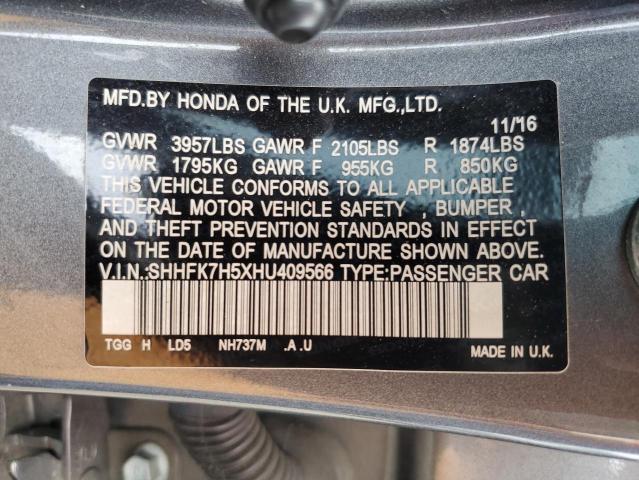 MFD.BY HONDA OF THE U.K. MFG.,LTD.
11/16
GVWR 3957LBS GAWR F 2105LBS R 1874LBS
GVWR 1795KG GAWR F 955KG R 850KG
THIS VEHICLE CONFORMS TO ALL APPLICABLE
FEDERAL MOTOR VEHICLE SAFETY , BUMPER ,
AND THEFT PREVENTION STANDARDS IN EFFECT
ON THE DATE OF MANUFACTURE SHOWN ABOVE.
V.I.N.:SHHFK7H5XHU409566 TYPE:PASSENGER CAR
TGG H LD5 NH737M .A .U
MADE IN U.K.